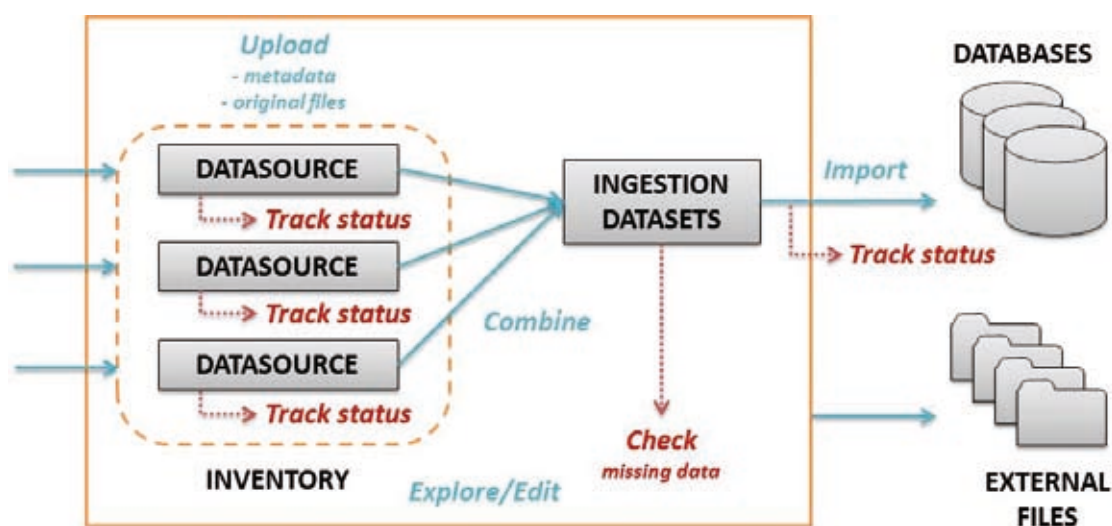 Upload
- metadata
- original files
DATASOURCE
Track status
DATASOURCE
Track status
DATASOURCE
Track status
INVENTORY
Combine
Explore/Edit
INGESTION
DATASETS
Check
missing data
Import
Track status
DATABASES
EXTERNAL
FILES